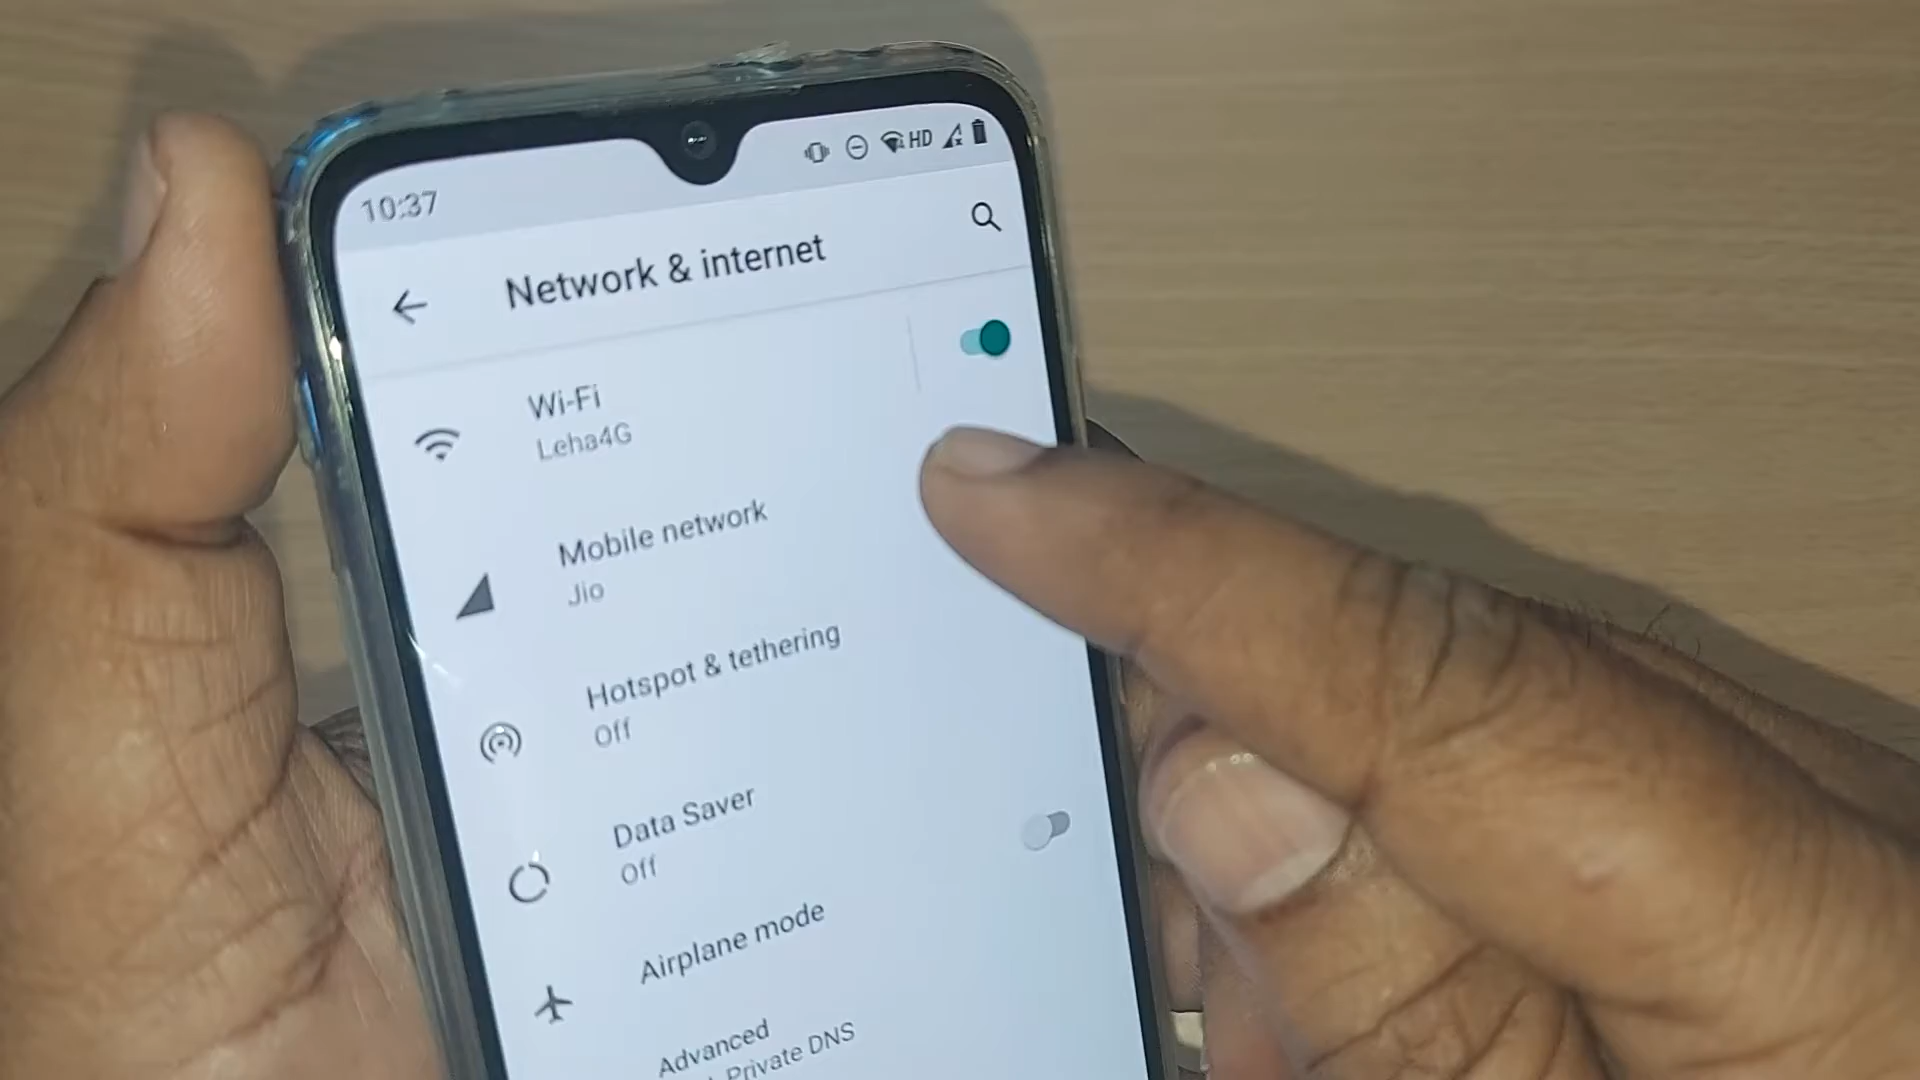 10:37
HD
Network & internet
Wi-Fi
Leha4G
Mobile network
Jio
Hotspot & tethering
Off
Data Saver
Off
Airplane mode
Advanced
Private DNS